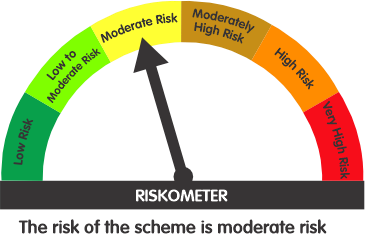 Low Risk
Low to
Moderate Risk
Moderate Risk
Moderately
High Risk
High Risk
Very High Risk
RISKOMETER
The risk of the scheme is moderate risk